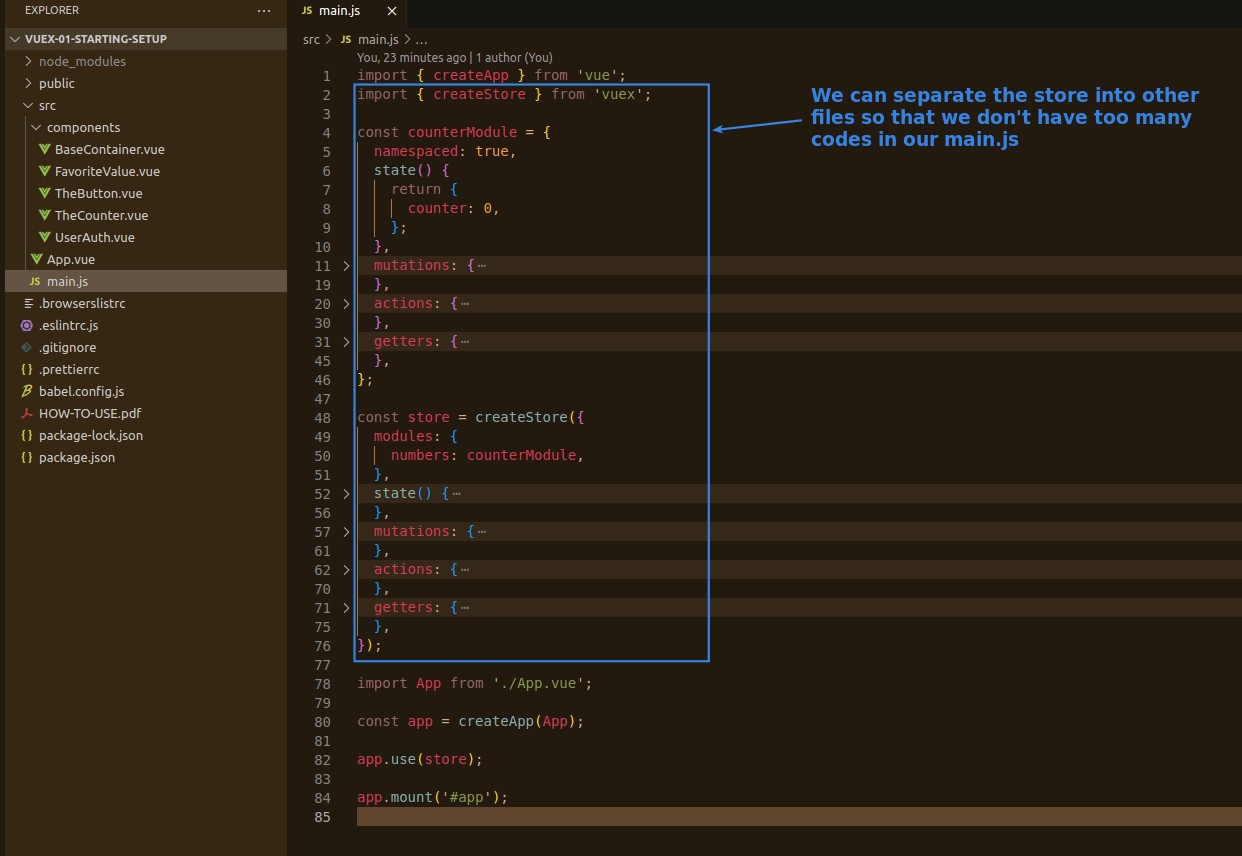 EXPLORER ···
VUEX-01-STARTING-SETUP
node_modules
public
src
components
BaseContainer.vue
FavoriteValue.vue
TheButton.vue
TheCounter.vue
UserAuth.vue
App.vue
JS main.js
.browserslistrc
.eslintrc.js
.gitignore
{} .prettierrc
babel.config.js
HOW-TO-USE.pdf
{} package-lock.json
{} package.json
JS main.js ×
src > JS main.js > ...
You, 23 minutes ago | 1 author (You)
1 import { createApp } from 'vue';
2 import { createStore } from 'vuex';
3
4 const counterModule = {
5 namespaced: true,
6 state() {
7 return {
8 counter: 0,
9 };
10 },
11 > mutations: {···
19 },
20 > actions: {···
30 },
31 > getters: {···
45 },
46 };
47
48 const store = createStore({
49 modules: {
50 numbers: counterModule,
51 },
52 > state() {···
56 },
57 > mutations: {···
61 },
62 > actions: {···
70 },
71 > getters: {···
75 },
76 });
77
78 import App from './App.vue';
79
80 const app = createApp(App);
81
82 app.use(store);
83
84 app.mount('#app');
85
We can separate the store into other
files so that we don't have too many
codes in our main.js